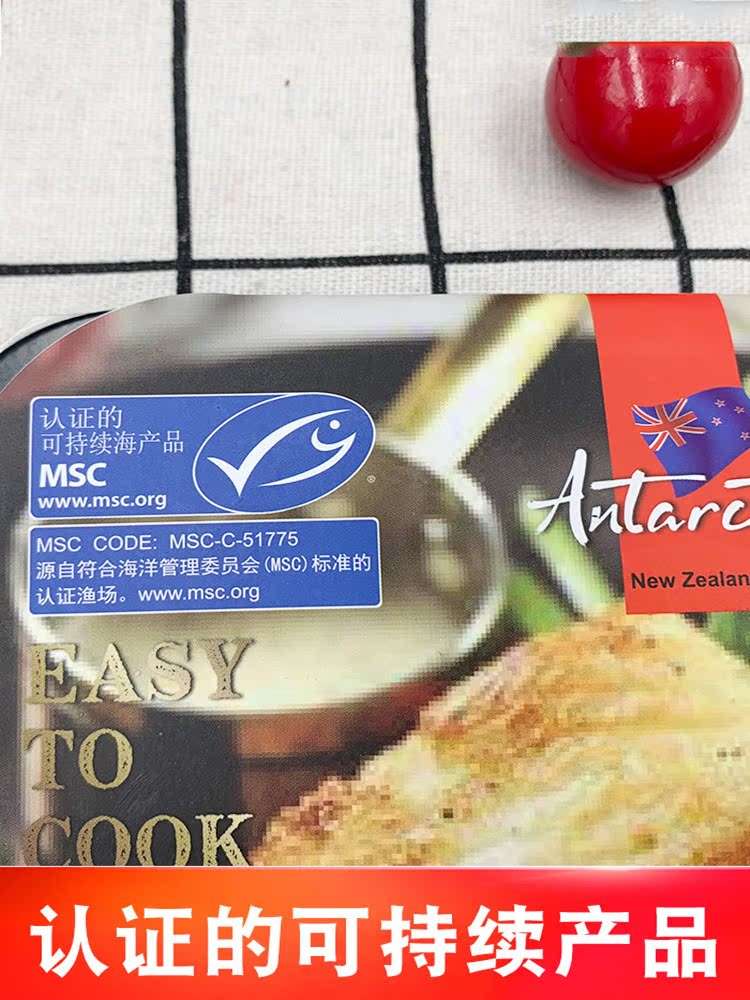 认证的
可持续海产品
MSC
www.msc.org
MSC CODE: MSC-C-51775
源自符合海洋管理委员会(MSC)标准的
认证渔场。www.msc.org
Antarc
New Zealan
EASY
TO
COOK
认证的可持续产品